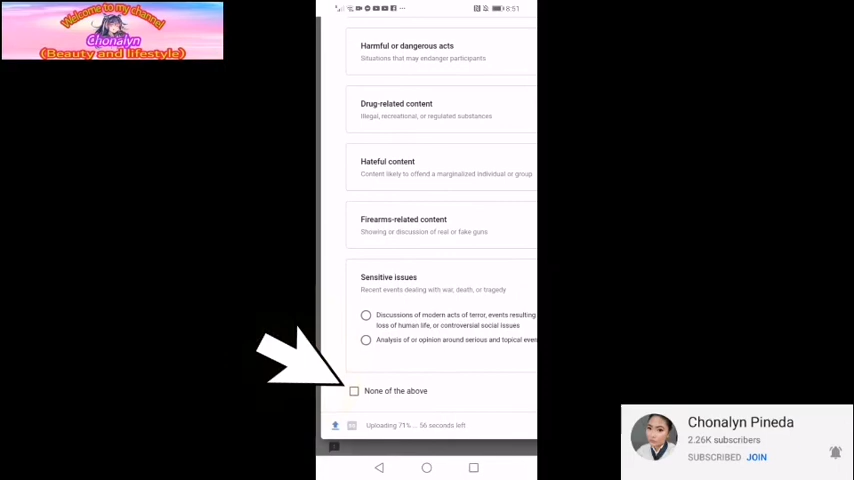 Welcome to my channel
Chonalyn
(Beauty and lifestyle)
8:51
Harmful or dangerous acts
Situations that may endanger participants
Drug-related content
Illegal, recreational, or regulated substances
Hateful content
Content likely to offend a marginalized individual or group
Firearms-related content
Showing or discussion of real or fake guns
Sensitive issues
Recent events dealing with war, death, or tragedy
Discussions of modern acts of terror, events resulting
loss of human life, or controversial social issues
Analysis of or opinion around serious and topical even
None of the above
Uploading 71% ... 56 seconds left
Chonalyn Pineda
2.26K subscribers
SUBSCRIBED JOIN